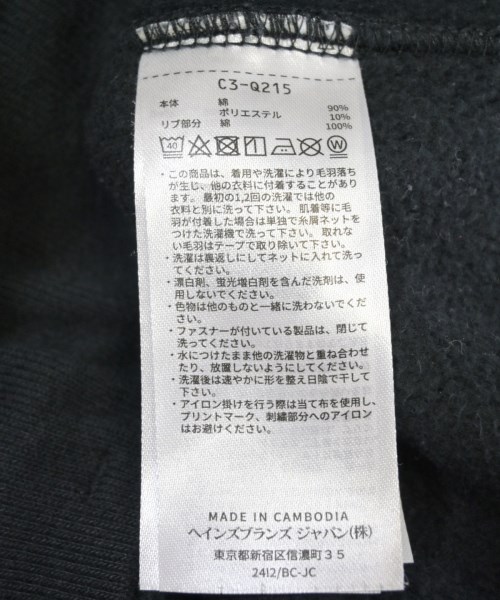 C3-Q215
本体 綿 90%
ポリエステル 10%
リブ部分 綿 100%
40 W
・この商品は、着用や洗濯により毛羽落ち
が生じ、他の衣料に付着することがあり
ます。最初の1,2回の洗濯では他の
衣料と別に洗って下さい。肌着等に毛
羽が付着した場合は単独で糸屑ネットを
つけた洗濯機で洗って下さい。取れな
い毛羽はテープで取り除いて下さい。
・洗濯は裏返しにしてネットに入れて洗っ
てください。
・漂白剤、蛍光増白剤を含んだ洗剤は、使
用しないでください。
・色物は他のものと一緒に洗わないでくだ
さい。
・ファスナーが付いている製品は、閉じて
洗ってください。
・水につけたまま他の洗濯物と重ね合わせ
たり、放置しないようにしてください。
・洗濯後は速やかに形を整え日陰で干して
下さい。
・アイロン掛けを行う際は当て布を使用し、
プリントマーク、刺繍部分へのアイロン
はお避けください。
MADE IN CAMBODIA
ヘインズブランズ ジャパン(株)
東京都新宿区信濃町35
2412/BC-JC